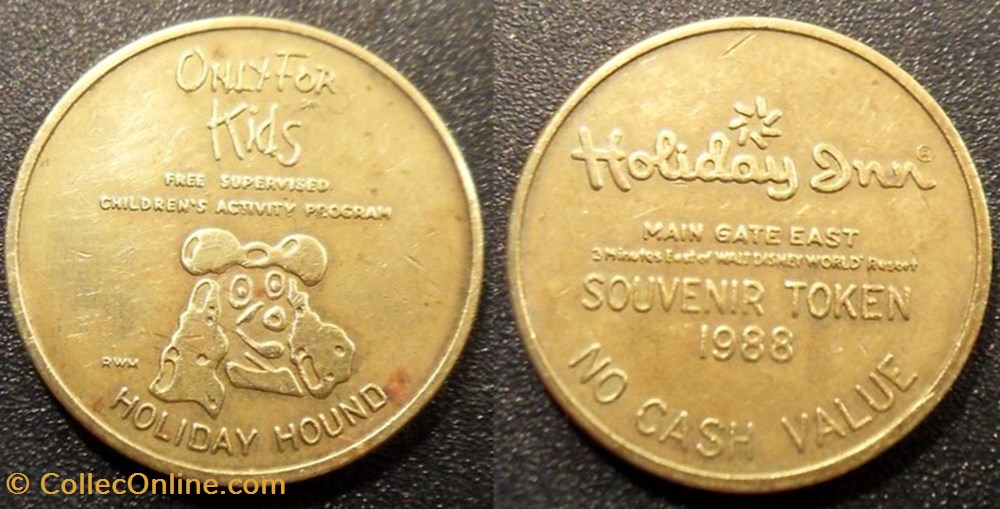 ONLY FOR
Kids
FREE SUPERVISED
CHILDREN'S ACTIVITY PROGRAM
RWM
HOLIDAY HOUND
Holiday Inn®
MAIN GATE EAST
3 Minutes East of WALT DISNEY WORLD® Resort
SOUVENIR TOKEN
1988
NO CASH VALUE
© CollecOnline.com